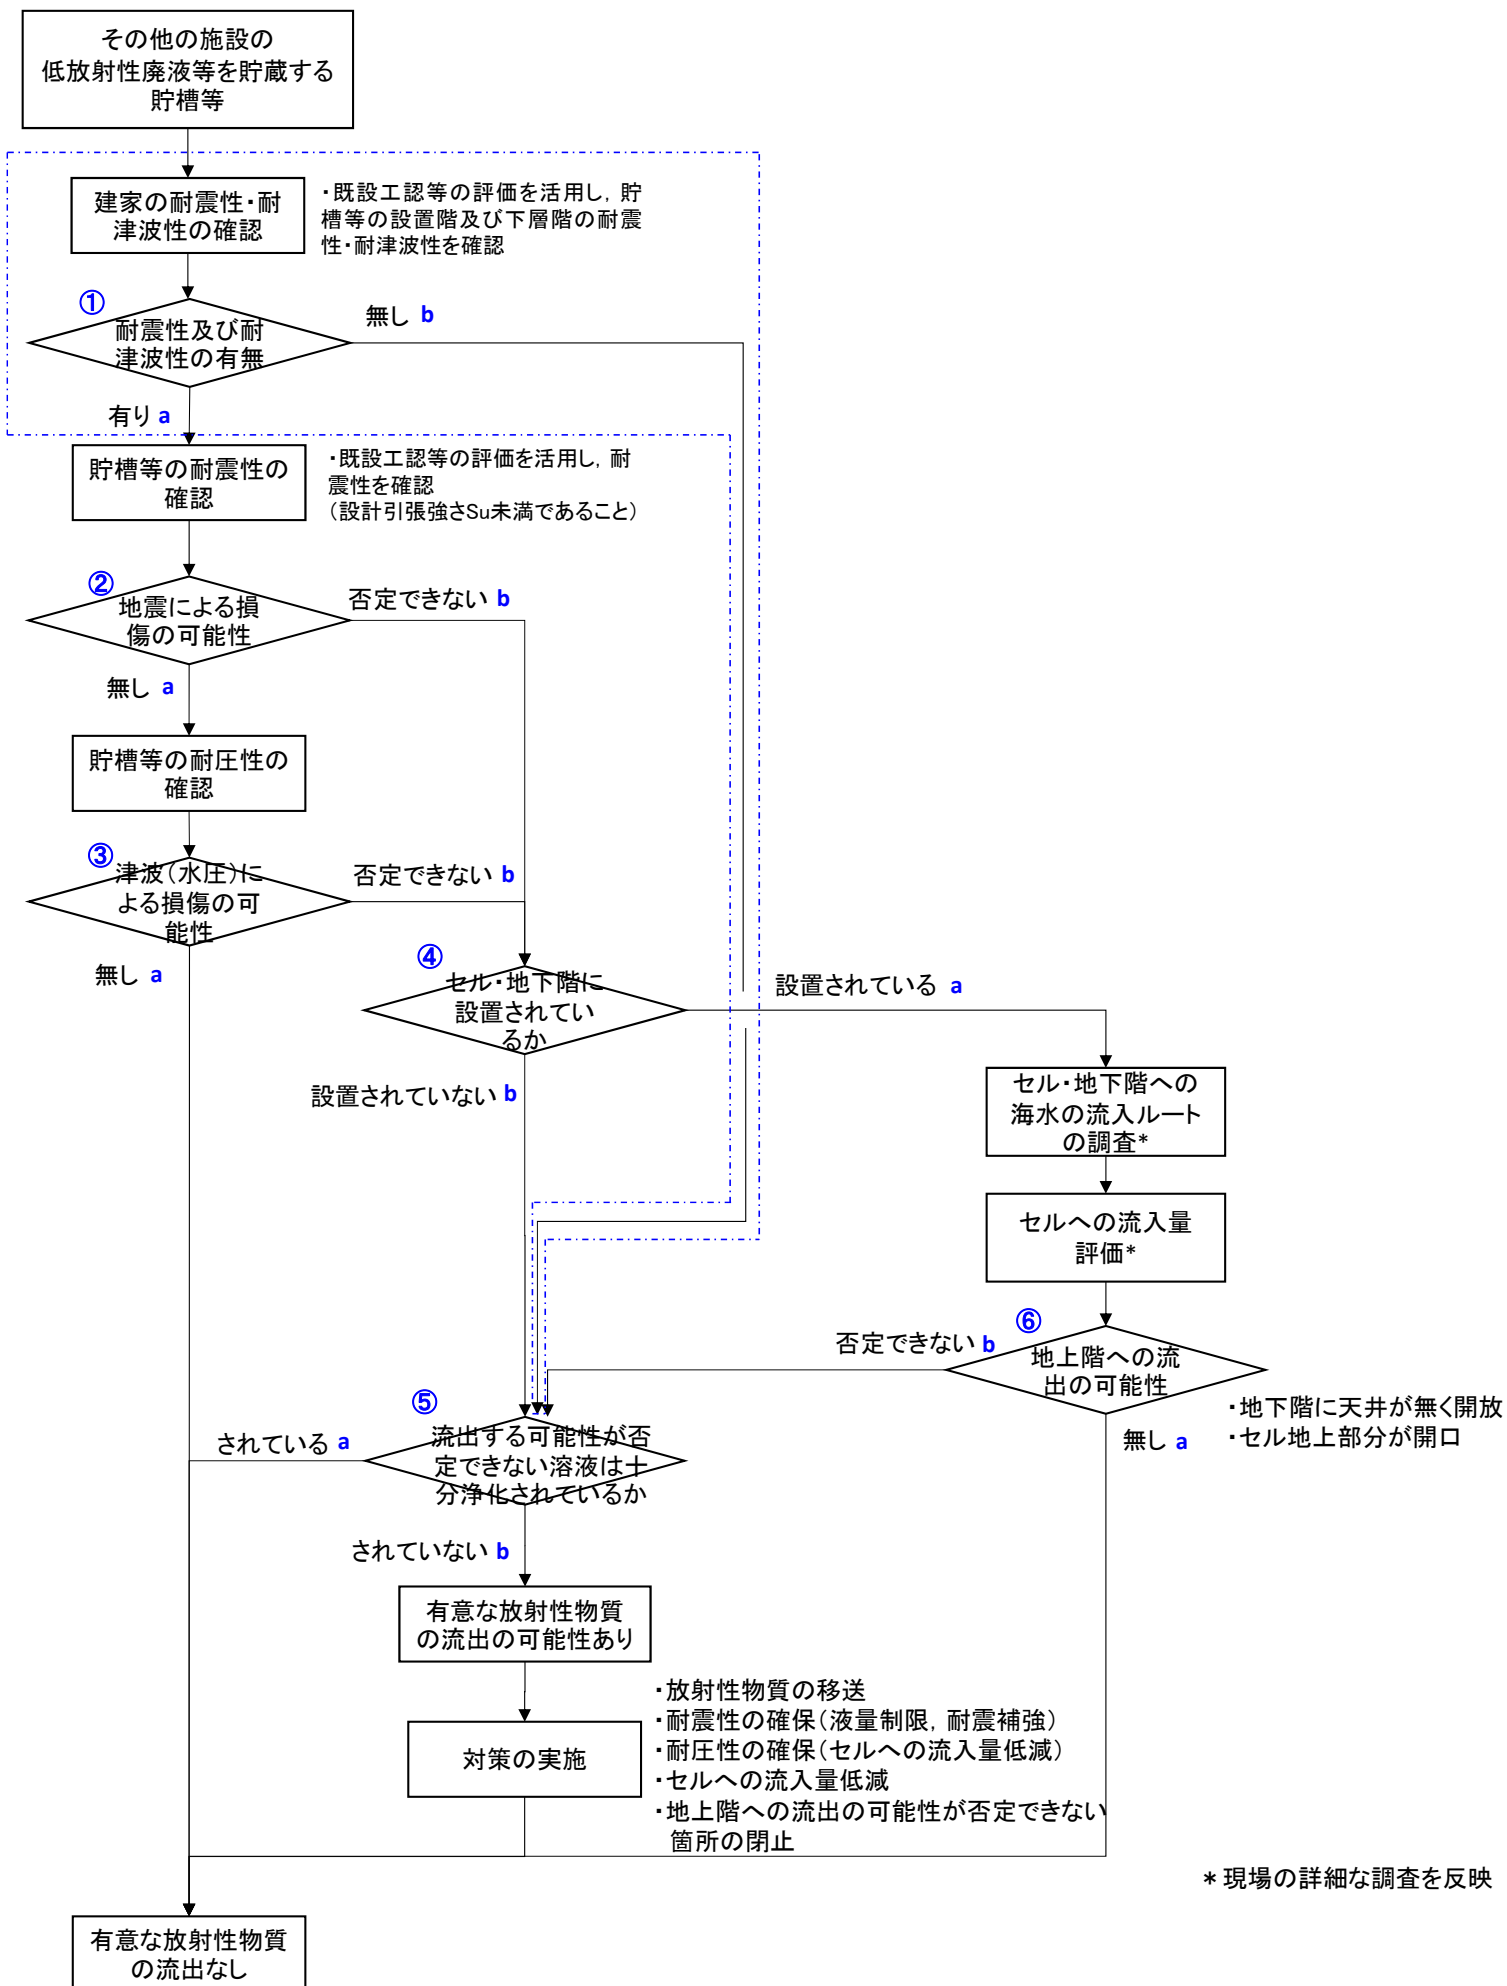 その他の施設の
低放射性廃液等を貯蔵する
貯槽等
建家の耐震性・耐
津波性の確認
・既設工認等の評価を活用し，貯
槽等の設置階及び下層階の耐震
性・耐津波性を確認
①
耐震性及び耐
津波性の有無
無し b
有り a
貯槽等の耐震性の
確認
・既設工認等の評価を活用し，耐
震性を確認
（設計引張強さSu未満であること）
②
地震による損
傷の可能性
否定できない b
無し a
貯槽等の耐圧性の
確認
③
津波（水圧）に
よる損傷の可
能性
否定できない b
無し a
④
セル・地下階に
設置されてい
るか
設置されている a
設置されていない b
セル・地下階への
海水の流入ルート
の調査*
セルへの流入量
評価*
⑥
地上階への流
出の可能性
否定できない b
無し a
・地下階に天井が無く開放
・セル地上部分が開口
⑤
流出する可能性が否
定できない溶液は十
分浄化されているか
されている a
されていない b
有意な放射性物質
の流出の可能性あり
対策の実施
・放射性物質の移送
・耐震性の確保（液量制限，耐震補強）
・耐圧性の確保（セルへの流入量低減）
・セルへの流入量低減
・地上階への流出の可能性が否定できない
箇所の閉止
＊現場の詳細な調査を反映
有意な放射性物質
の流出なし